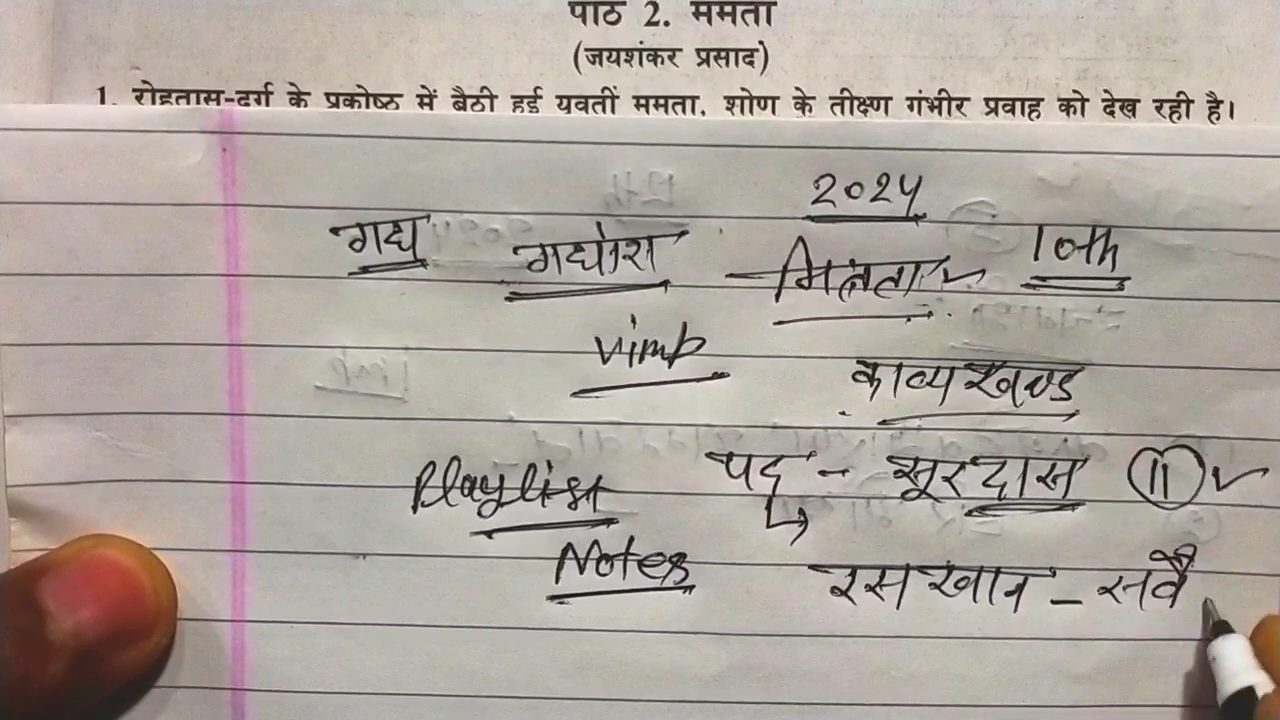 पाठ 2. ममता
(जयशंकर प्रसाद)
1. रोहतास-दुर्ग के प्रकोष्ठ में बैठी हुई युवती ममता, शोण के तीक्ष्ण गंभीर प्रवाह को देख रही है।
2024
गद्य गद्यांश - मित्रता 10th
vimp
काव्यखण्ड
Playlist पद - सूरदास 11
Notes रसखान - सवै